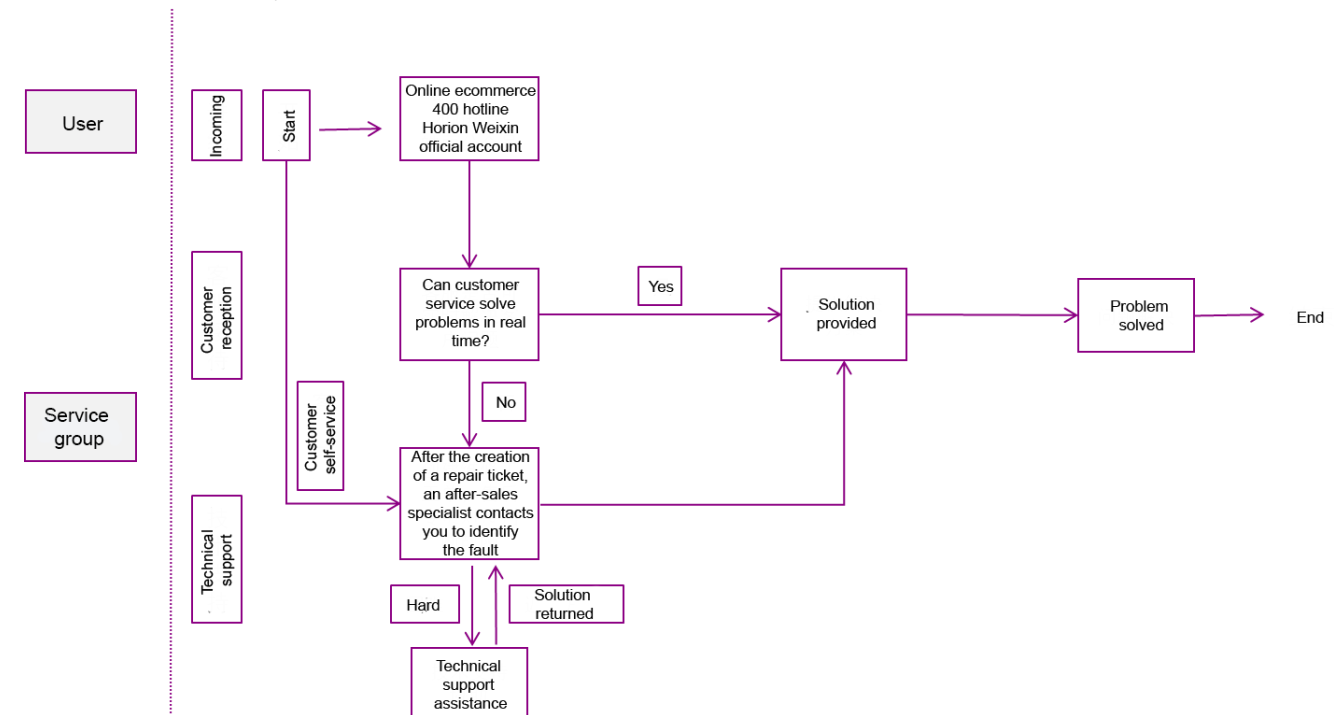 User
Incoming
Start
Online ecommerce
400 hotline
Horion Weixin
official account
Customer
reception
Can customer
service solve
problems in real
time?
Yes
Solution
provided
Problem
solved
End
Service
group
Customer
self-service
No
After the creation
of a repair ticket,
an after-sales
specialist contacts
you to identify
the fault
Technical
support
Hard
Solution
returned
Technical
support
assistance